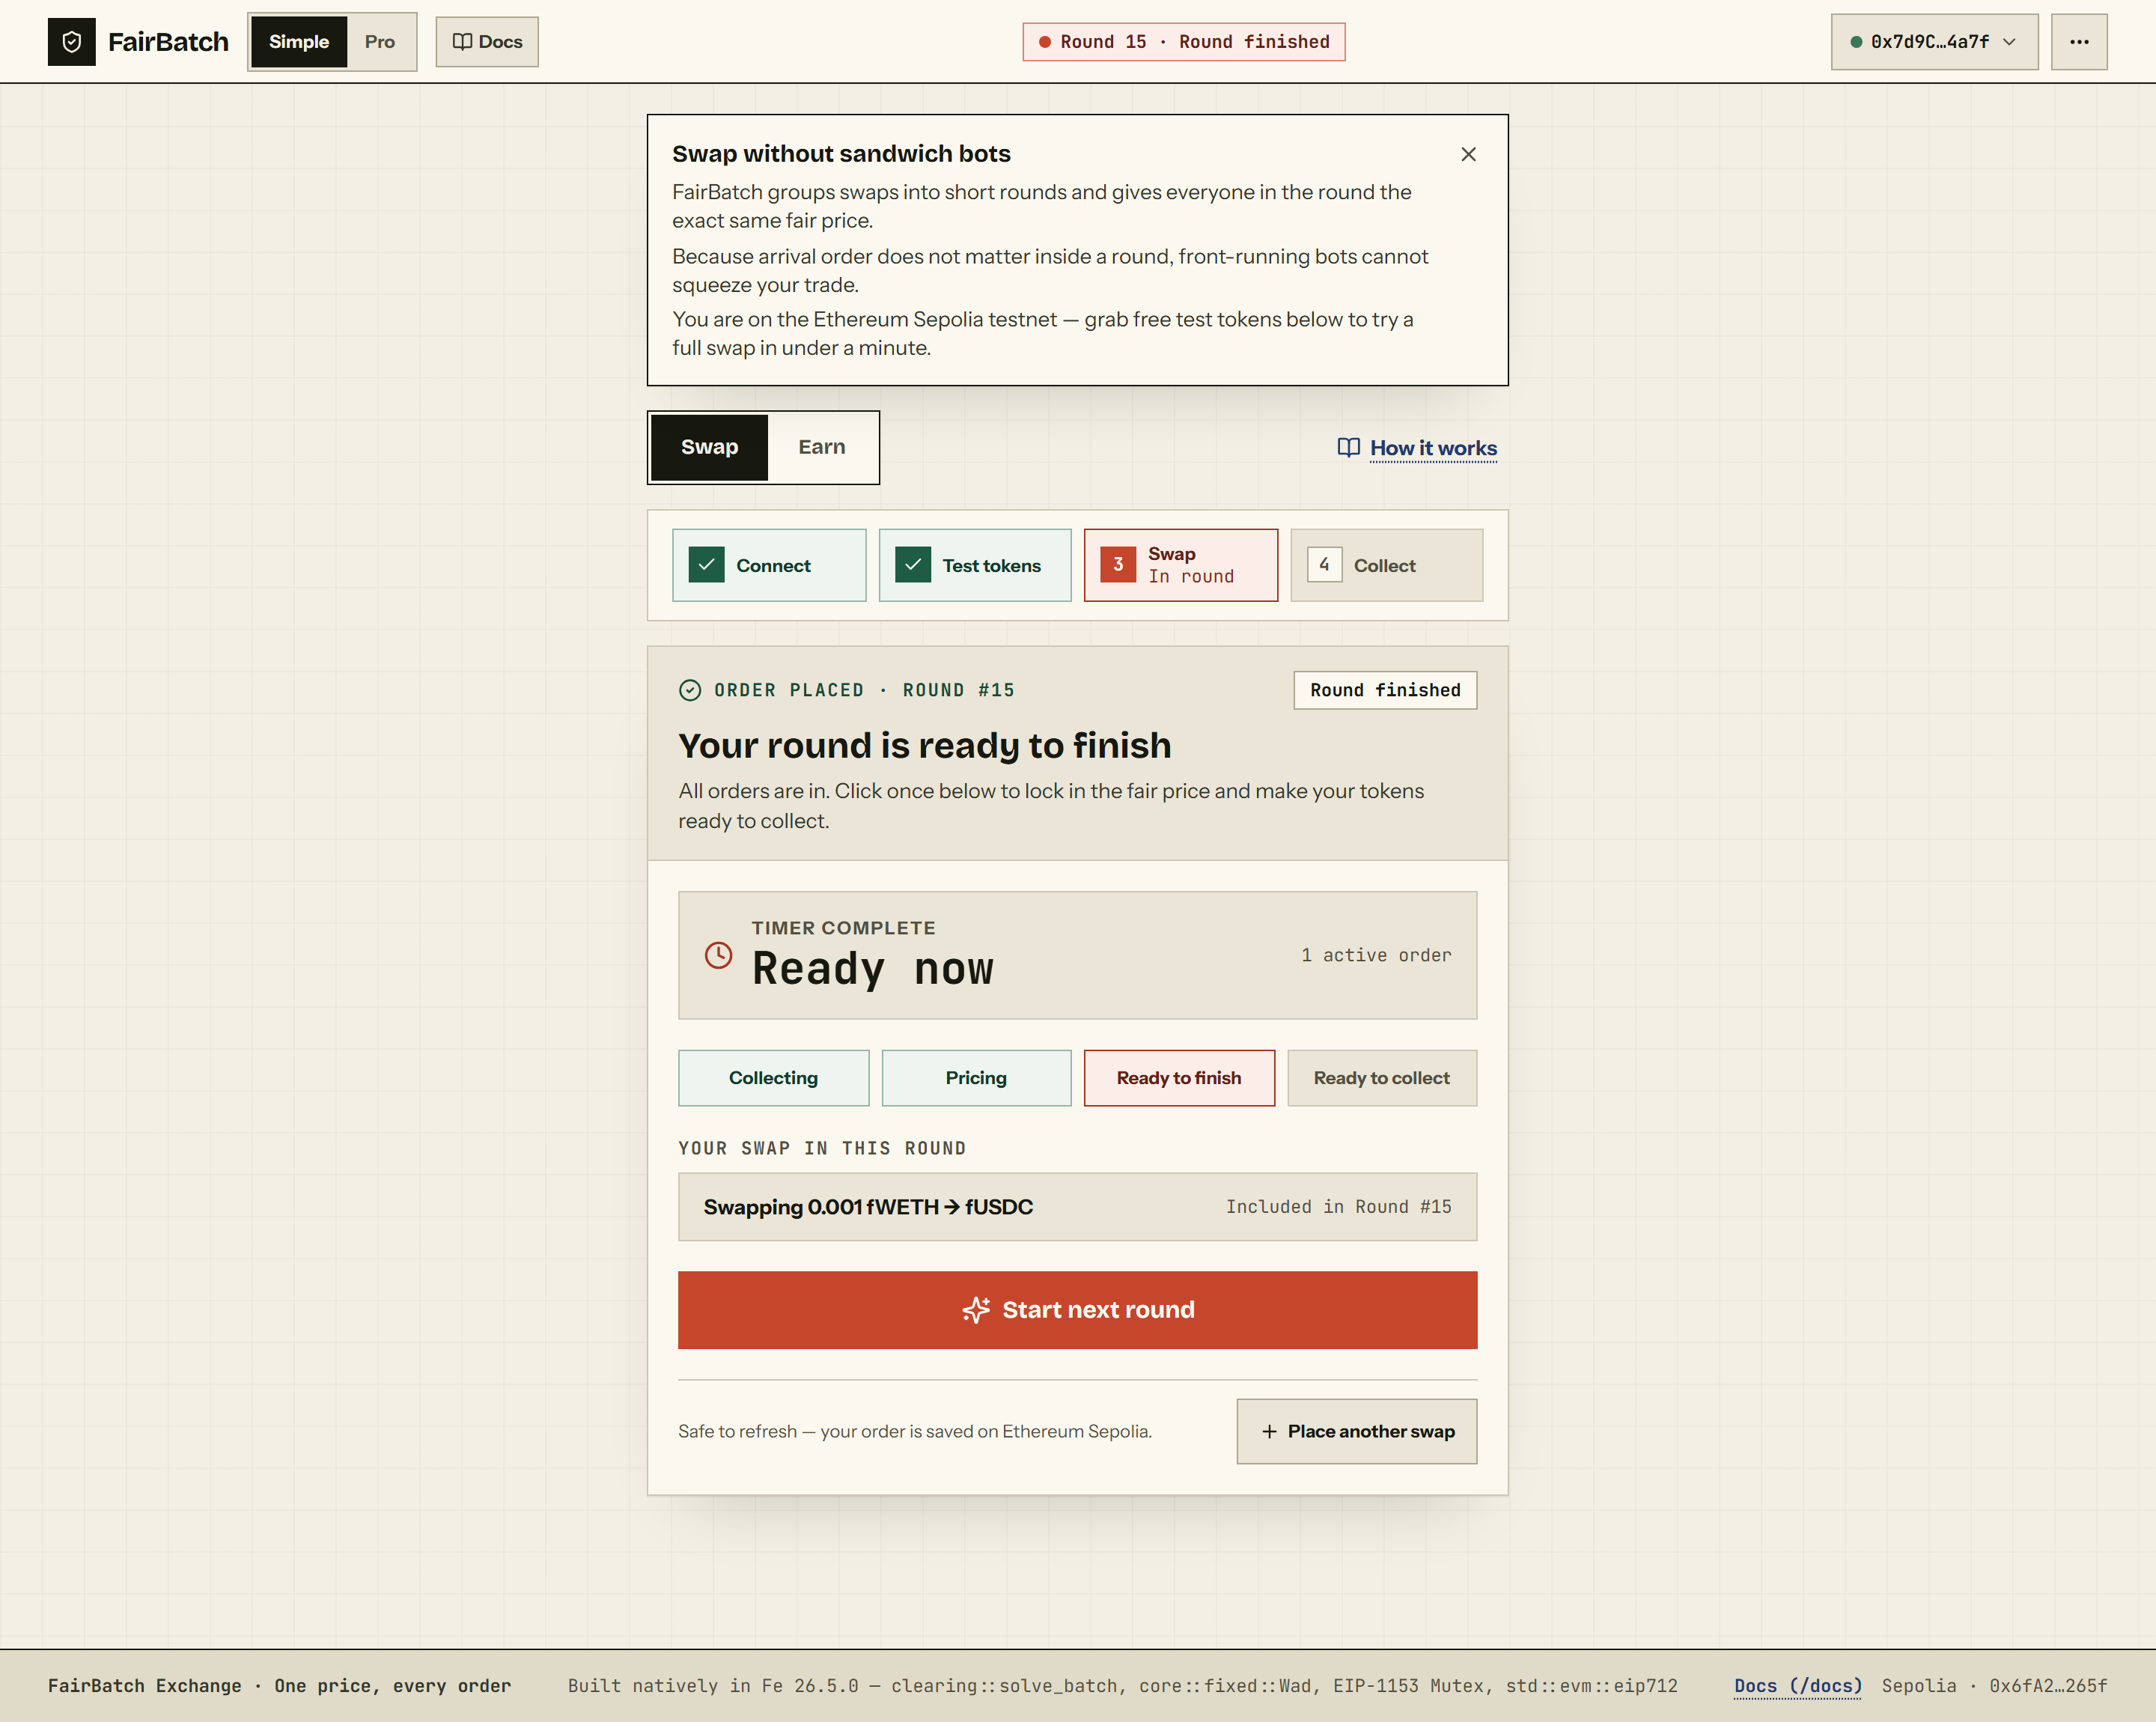 FairBatch
Simple
Pro
Docs
Round 15 · Round finished
0x7d9C…4a7f
Swap without sandwich bots
FairBatch groups swaps into short rounds and gives everyone in the round the
exact same fair price.
Because arrival order does not matter inside a round, front-running bots cannot
squeeze your trade.
You are on the Ethereum Sepolia testnet — grab free test tokens below to try a
full swap in under a minute.
Swap
Earn
How it works
Connect
Test tokens
3
Swap
In round
4
Collect
ORDER PLACED · ROUND #15
Round finished
Your round is ready to finish
All orders are in. Click once below to lock in the fair price and make your tokens
ready to collect.
TIMER COMPLETE
Ready now
1 active order
Collecting
Pricing
Ready to finish
Ready to collect
YOUR SWAP IN THIS ROUND
Swapping 0.001 fWETH → fUSDC
Included in Round #15
Start next round
Safe to refresh — your order is saved on Ethereum Sepolia.
Place another swap
FairBatch Exchange · One price, every order
Built natively in Fe 26.5.0 — clearing::solve_batch, core::fixed::Wad, EIP-1153 Mutex, std::evm::eip712
Docs (/docs)
Sepolia · 0x6fA2…265f